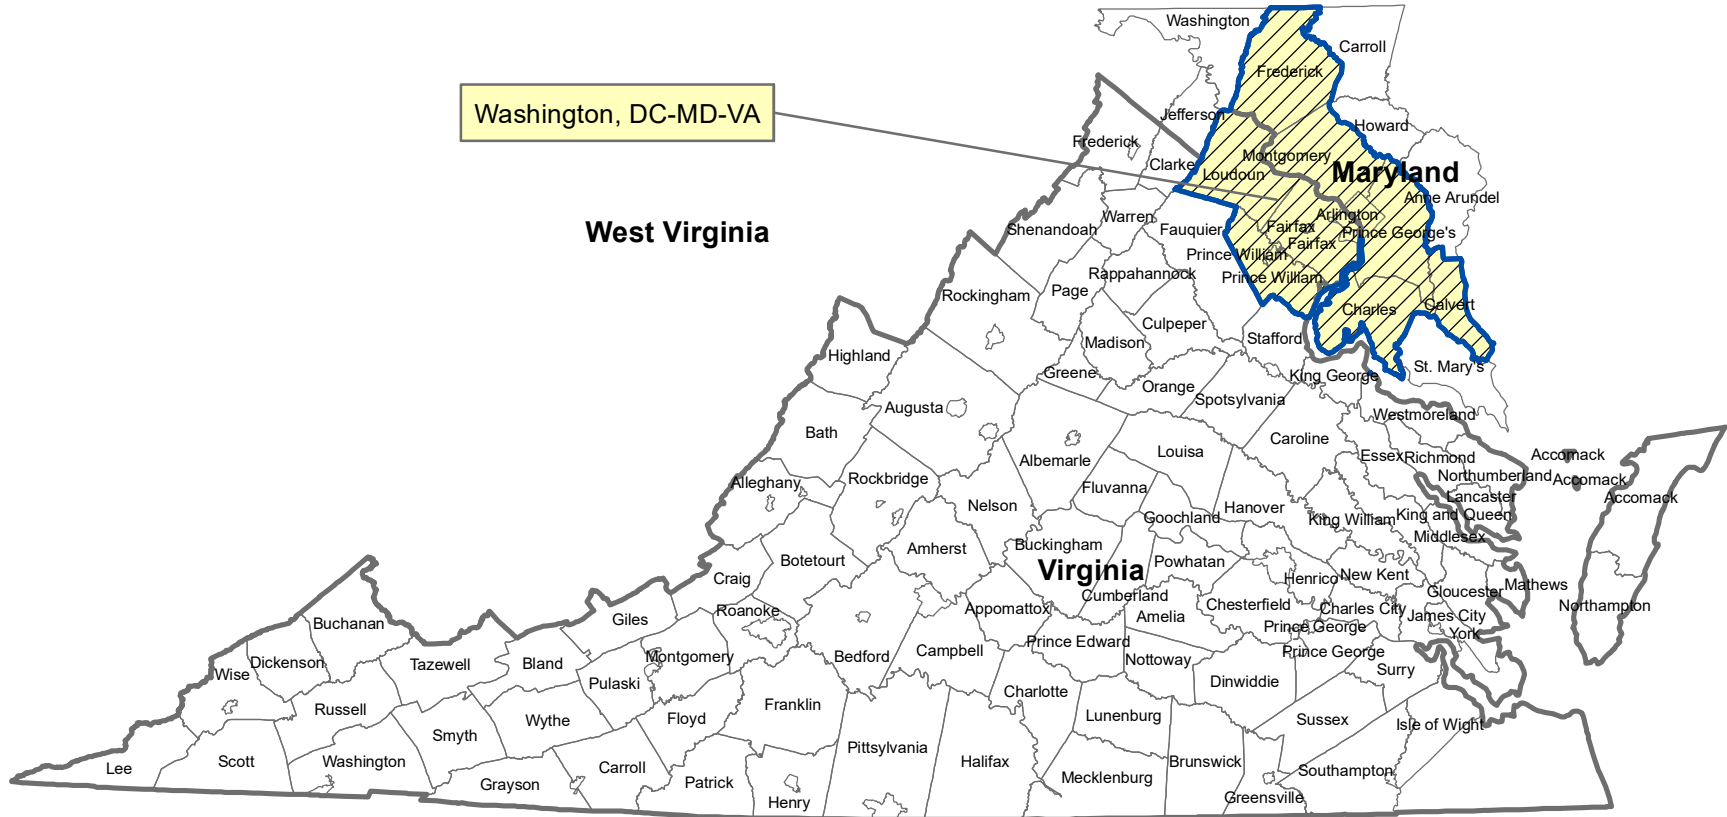 Washington
Carroll
Frederick
Washington, DC-MD-VA
Jefferson
Howard
Frederick
Clarke
Montgomery
Maryland
Loudoun
Anne Arundel
Warren
Arlington
Shenandoah
Fauquier
Fairfax
Prince George's
West Virginia
Fairfax
Prince William
Rappahannock
Prince William
Page
Rockingham
Calvert
Charles
Culpeper
Stafford
Madison
Highland
St. Mary's
Greene
King George
Orange
Spotsylvania
Augusta
Westmoreland
Bath
Caroline
Louisa
Accomack
Essex
Richmond
Albemarle
Northumberland
Accomack
Rockbridge
Alleghany
Fluvanna
Lancaster
Accomack
Nelson
Hanover
Goochland
King William
King and Queen
Middlesex
Buckingham
Amherst
Botetourt
Powhatan
Virginia
New Kent
Henrico
Craig
Mathews
Gloucester
Cumberland
Chesterfield
Northampton
Charles City
Appomattox
Roanoke
Amelia
James City
Giles
Buchanan
Prince George
York
Prince Edward
Campbell
Prince George
Bedford
Montgomery
Nottoway
Dickenson
Bland
Tazewell
Surry
Wise
Pulaski
Dinwiddie
Charlotte
Franklin
Russell
Lunenburg
Floyd
Wythe
Sussex
Isle of Wight
Smyth
Pittsylvania
Scott
Washington
Halifax
Brunswick
Carroll
Lee
Southampton
Mecklenburg
Patrick
Grayson
Greensville
Henry